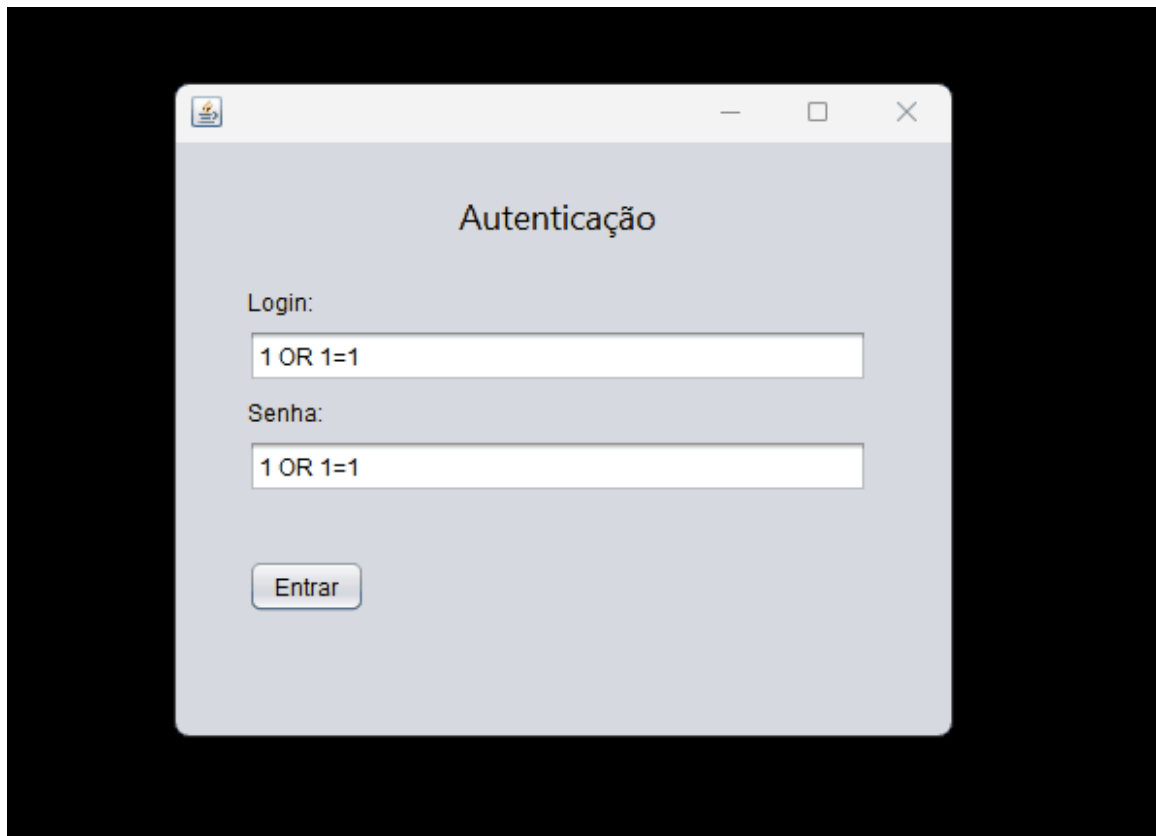 Autenticação
Login:
1 OR 1=1
Senha:
1 OR 1=1
Entrar